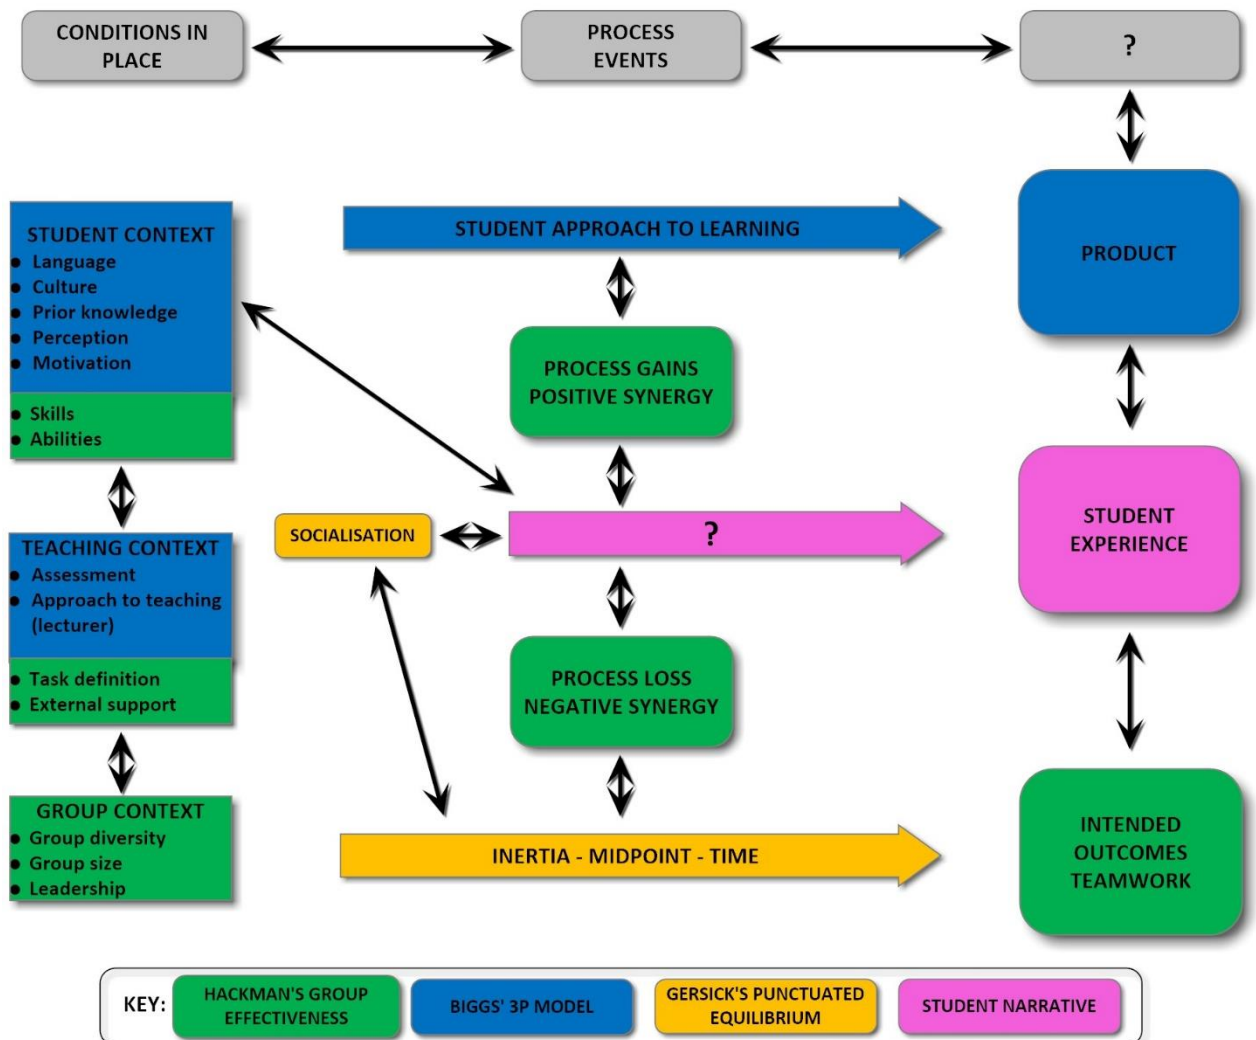 CONDITIONS IN
PLACE
PROCESS
EVENTS
?
STUDENT CONTEXT
● Language
● Culture
● Prior knowledge
● Perception
● Motivation
● Skills
● Abilities
TEACHING CONTEXT
● Assessment
● Approach to teaching
(lecturer)
● Task definition
● External support
GROUP CONTEXT
● Group diversity
● Group size
● Leadership
STUDENT APPROACH TO LEARNING
PROCESS GAINS
POSITIVE SYNERGY
SOCIALISATION
?
PROCESS LOSS
NEGATIVE SYNERGY
INERTIA - MIDPOINT - TIME
PRODUCT
STUDENT
EXPERIENCE
INTENDED
OUTCOMES
TEAMWORK
KEY:
HACKMAN'S GROUP
EFFECTIVENESS
BIGGS' 3P MODEL
GERSICK'S PUNCTUATED
EQUILIBRIUM
STUDENT NARRATIVE